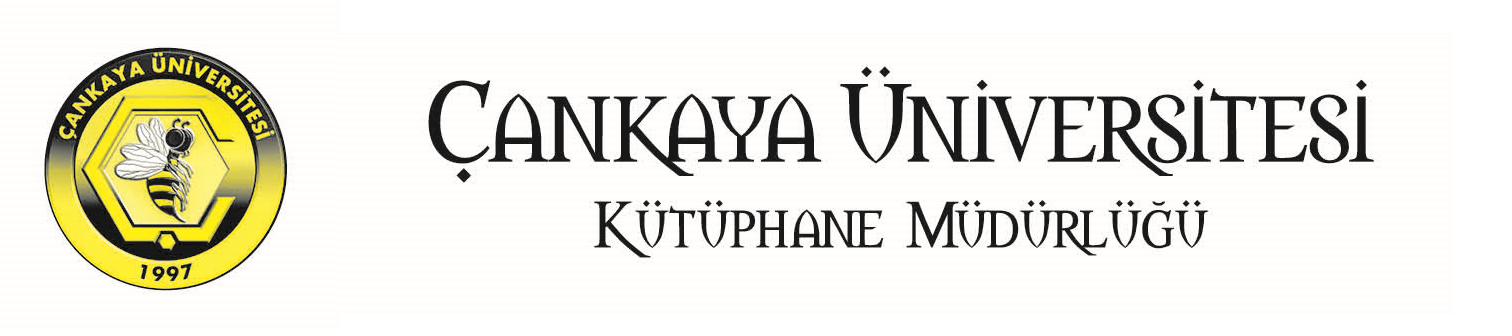 ÇANKAYA ÜNİVERSİTESİ
1997
ÇANKAYA ÜNİVERSİTESİ
KÜTÜPHANE MÜDÜRLÜĞÜ